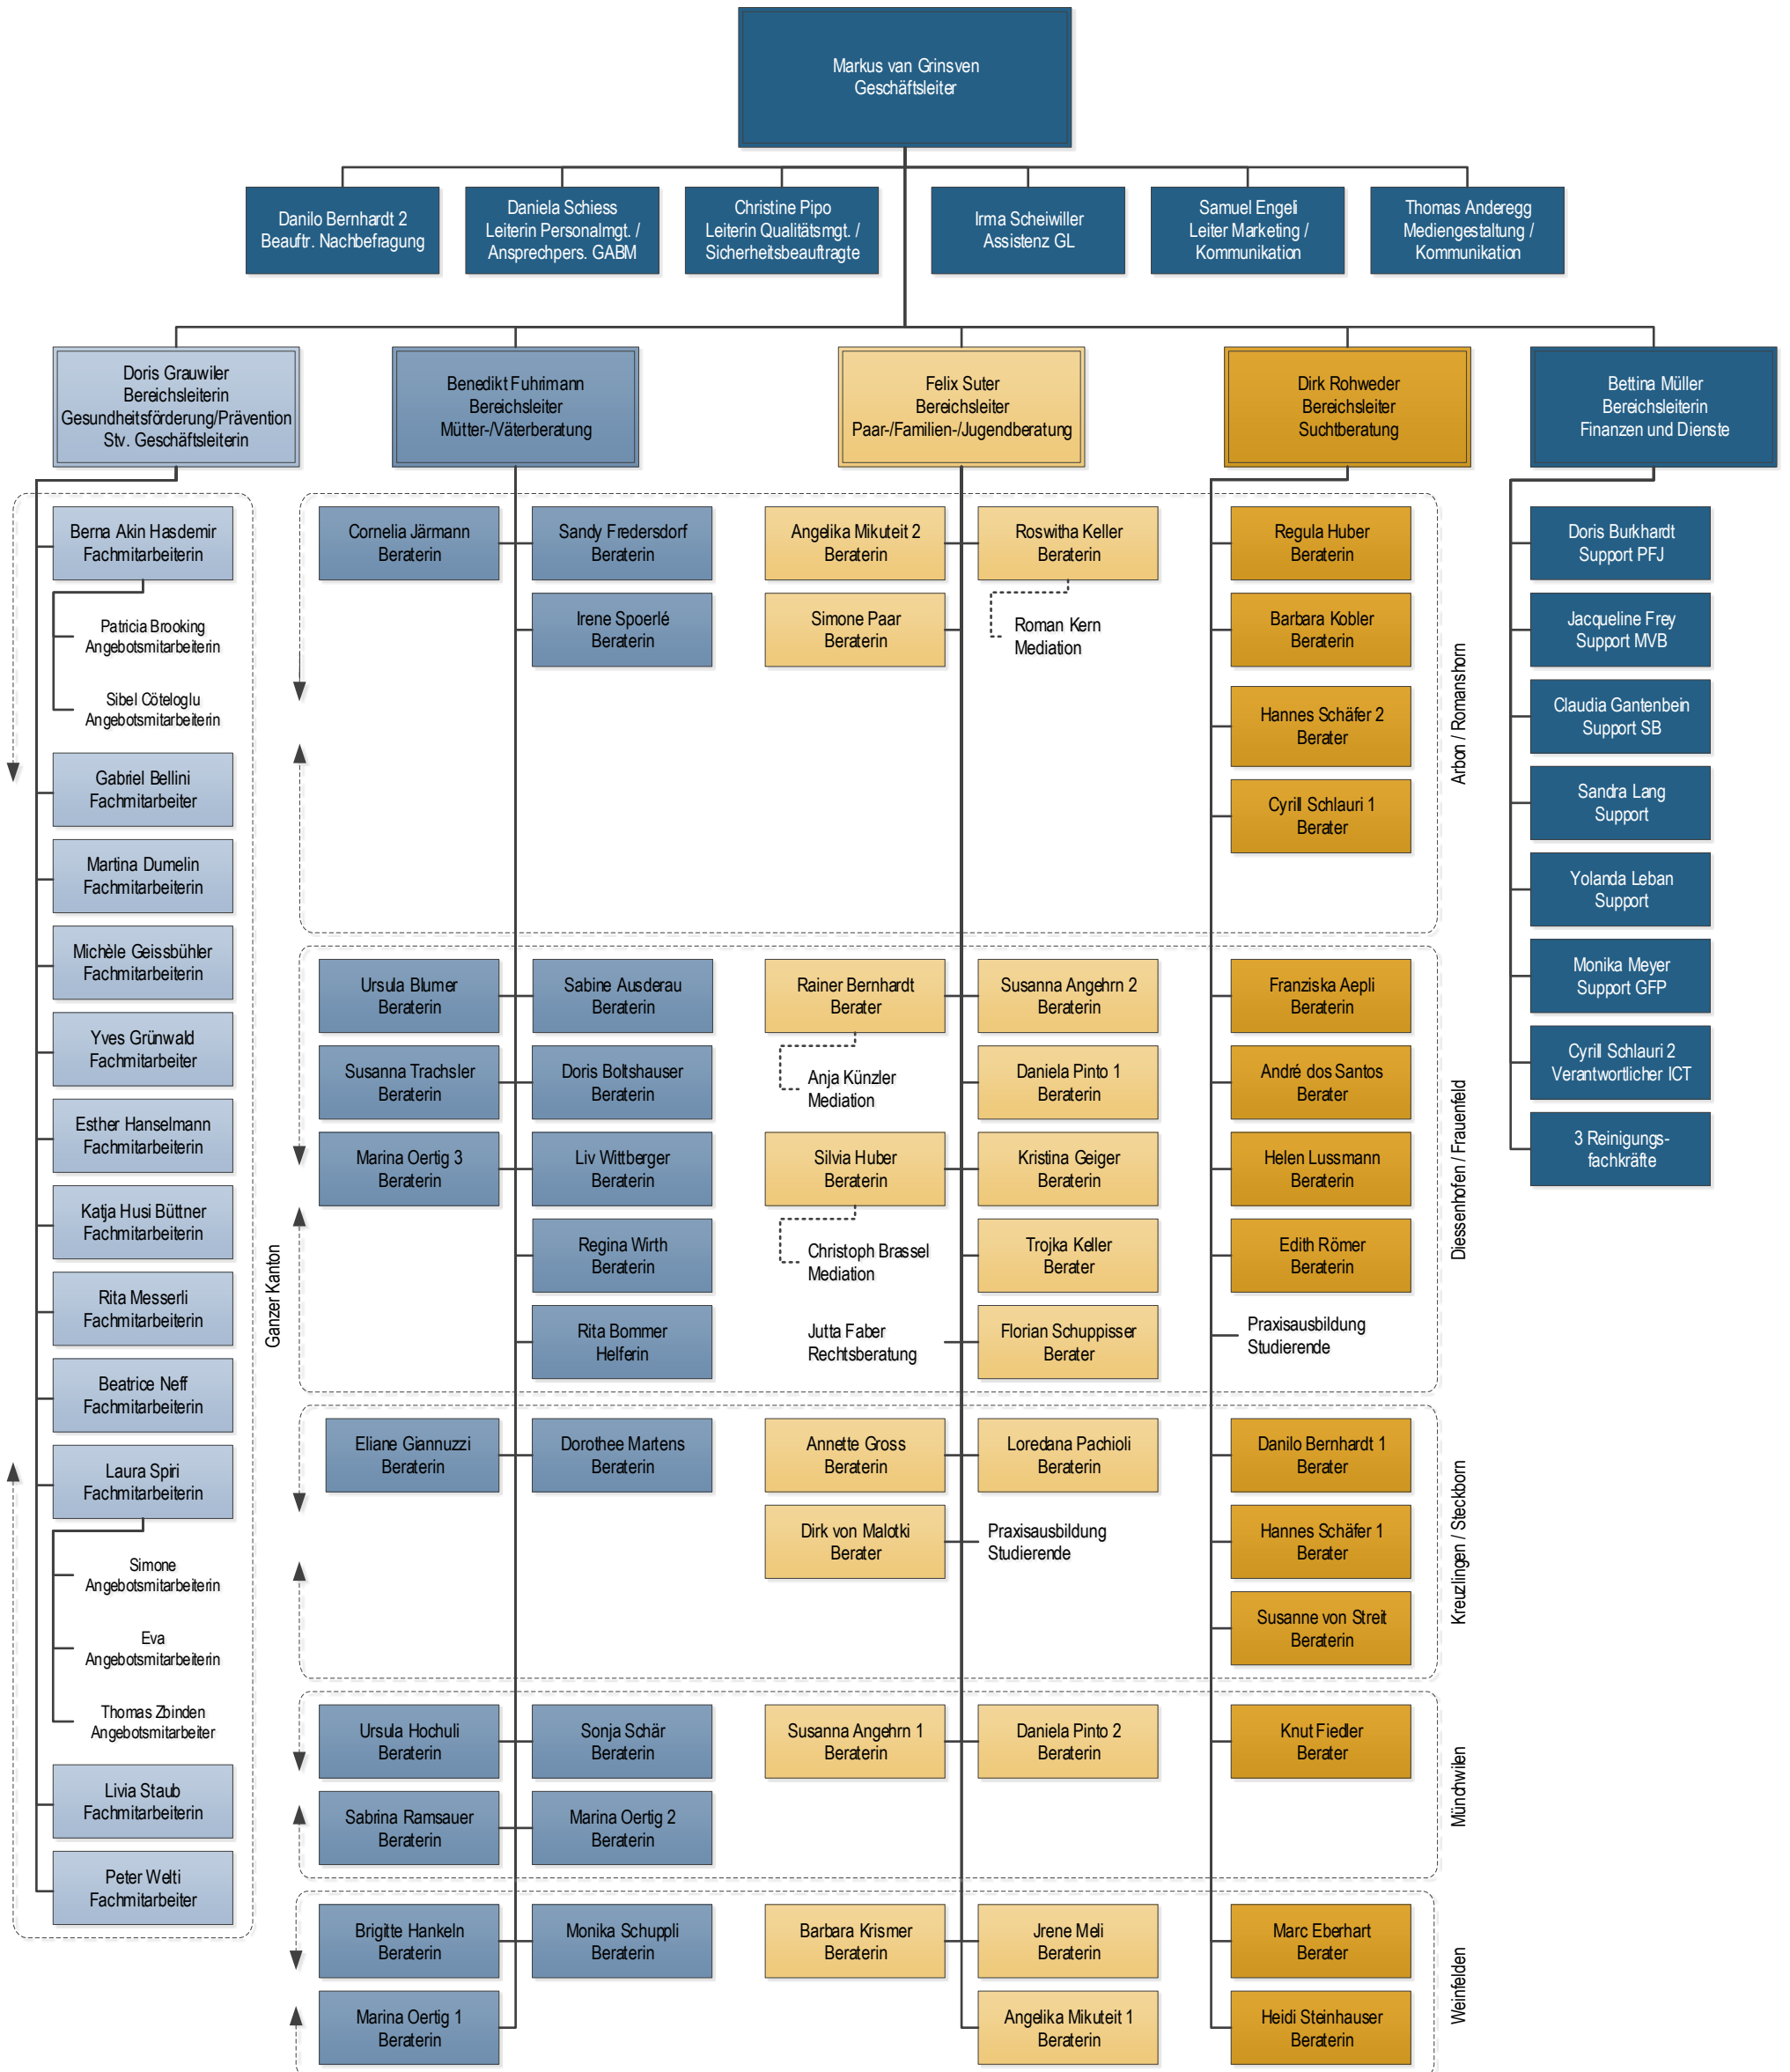 Markus van Grinsven
Geschäftsleiter
Danilo Bernhardt 2
Beauftr. Nachbefragung
Daniela Schiess
Leiterin Personalmgt. /
Ansprechpers. GABM
Christine Pipo
Leiterin Qualitätsmgt. /
Sicherheitsbeauftragte
Irma Scheiwiller
Assistenz GL
Samuel Engeli
Leiter Marketing /
Kommunikation
Thomas Anderegg
Mediengestaltung /
Kommunikation
Doris Grauwiler
Bereichsleiterin
Gesundheitsförderung/Prävention
Stv. Geschäftsleiterin
Benedikt Fuhrimann
Bereichsleiter
Mütter-/Väterberatung
Felix Suter
Bereichsleiter
Paar-/Familien-/Jugendberatung
Dirk Rohweder
Bereichsleiter
Suchtberatung
Bettina Müller
Bereichsleiterin
Finanzen und Dienste
Berna Akin Hasdemir
Fachmitarbeiterin
Patricia Brooking
Angebotsmitarbeiterin
Sibel Cöteloglu
Angebotsmitarbeiterin
Gabriel Bellini
Fachmitarbeiter
Martina Dumelin
Fachmitarbeiterin
Michèle Geissbühler
Fachmitarbeiterin
Yves Grünwald
Fachmitarbeiter
Esther Hanselmann
Fachmitarbeiterin
Katja Husi Büttner
Fachmitarbeiterin
Rita Messerli
Fachmitarbeiterin
Beatrice Neff
Fachmitarbeiterin
Laura Spiri
Fachmitarbeiterin
Simone
Angebotsmitarbeiterin
Eva
Angebotsmitarbeiterin
Thomas Zbinden
Angebotsmitarbeiter
Livia Staub
Fachmitarbeiterin
Peter Welti
Fachmitarbeiter
Ganzer Kanton
Cornelia Järmann
Beraterin
Sandy Fredersdorf
Beraterin
Irene Spoerlé
Beraterin
Angelika Mikuteit 2
Beraterin
Roswitha Keller
Beraterin
Simone Paar
Beraterin
Roman Kern
Mediation
Regula Huber
Beraterin
Barbara Kobler
Beraterin
Hannes Schäfer 2
Berater
Cyrill Schlauri 1
Berater
Arbon / Romanshorn
Ursula Blumer
Beraterin
Sabine Ausderau
Beraterin
Susanna Trachsler
Beraterin
Doris Boltshauser
Beraterin
Marina Oertig 3
Beraterin
Liv Wittberger
Beraterin
Regina Wirth
Beraterin
Rita Bommer
Helferin
Rainer Bernhardt
Berater
Susanna Angehrn 2
Beraterin
Anja Künzler
Mediation
Daniela Pinto 1
Beraterin
Silvia Huber
Beraterin
Kristina Geiger
Beraterin
Christoph Brassel
Mediation
Trojka Keller
Berater
Jutta Faber
Rechtsberatung
Florian Schuppisser
Berater
Franziska Aepli
Beraterin
André dos Santos
Berater
Helen Lussmann
Beraterin
Edith Römer
Beraterin
Praxisausbildung
Studierende
Diessenhofen / Frauenfeld
Eliane Giannuzzi
Beraterin
Dorothee Martens
Beraterin
Annette Gross
Beraterin
Loredana Pachioli
Beraterin
Dirk von Malotki
Berater
Praxisausbildung
Studierende
Danilo Bernhardt 1
Berater
Hannes Schäfer 1
Berater
Susanne von Streit
Beraterin
Kreuzlingen / Steckborn
Ursula Hochuli
Beraterin
Sonja Schär
Beraterin
Sabrina Ramsauer
Beraterin
Marina Oertig 2
Beraterin
Susanna Angehrn 1
Beraterin
Daniela Pinto 2
Beraterin
Knut Fiedler
Berater
Münchwilen
Brigitte Hankeln
Beraterin
Monika Schuppli
Beraterin
Marina Oertig 1
Beraterin
Barbara Krismer
Beraterin
Jrene Meli
Beraterin
Angelika Mikuteit 1
Beraterin
Marc Eberhart
Berater
Heidi Steinhauser
Beraterin
Weinfelden
Doris Burkhardt
Support PFJ
Jacqueline Frey
Support MVB
Claudia Gantenbein
Support SB
Sandra Lang
Support
Yolanda Leban
Support
Monika Meyer
Support GFP
Cyrill Schlauri 2
Verantwortlicher ICT
3 Reinigungs-
fachkräfte